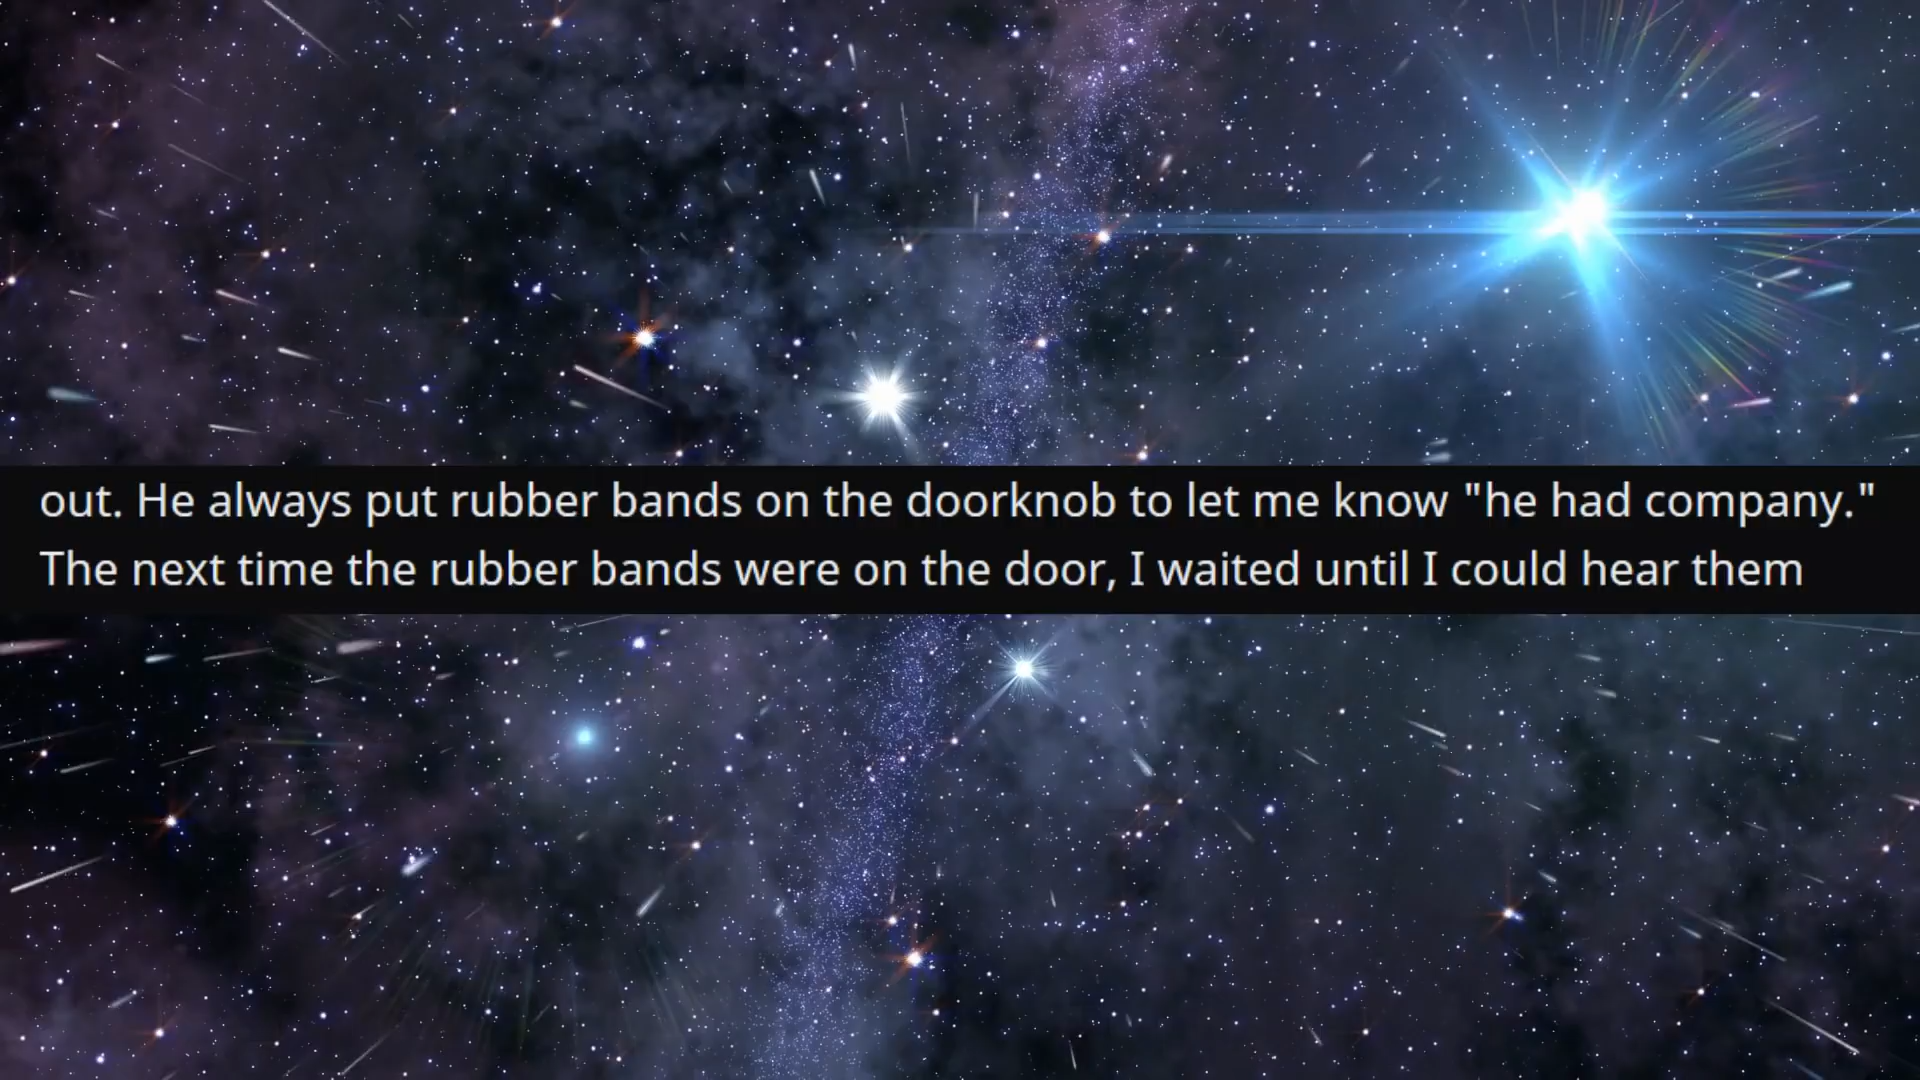 out. He always put rubber bands on the doorknob to let me know "he had company."
The next time the rubber bands were on the door, I waited until I could hear them